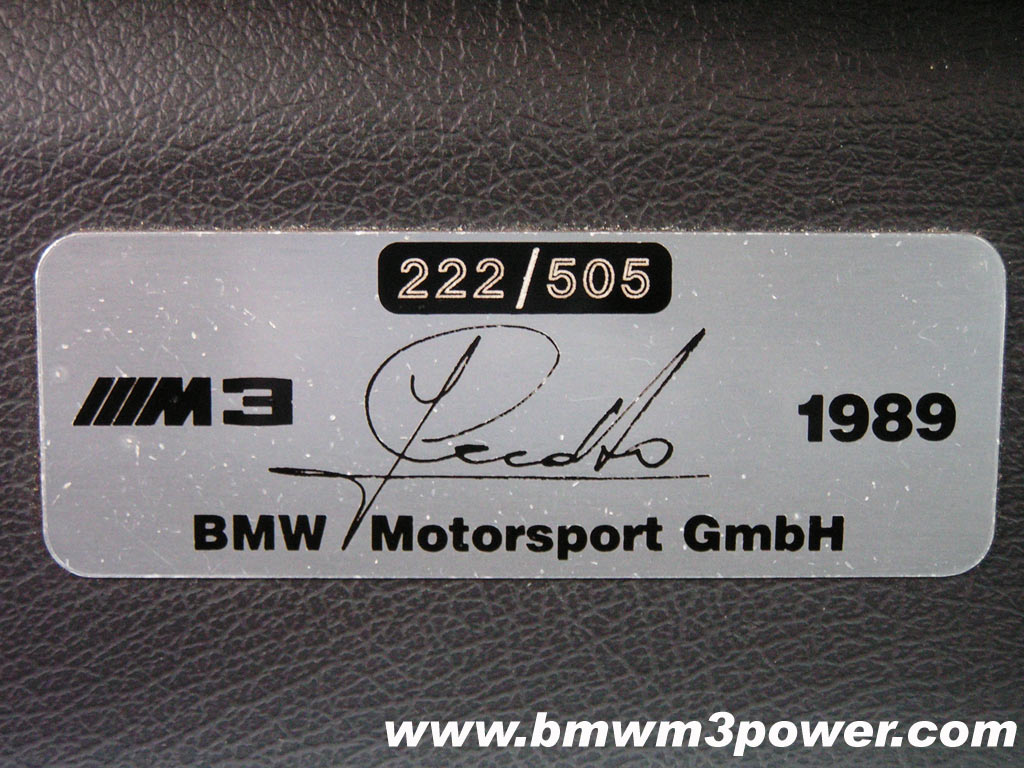 222/505
M3
1989
BMW Motorsport GmbH
www.bmwm3power.com